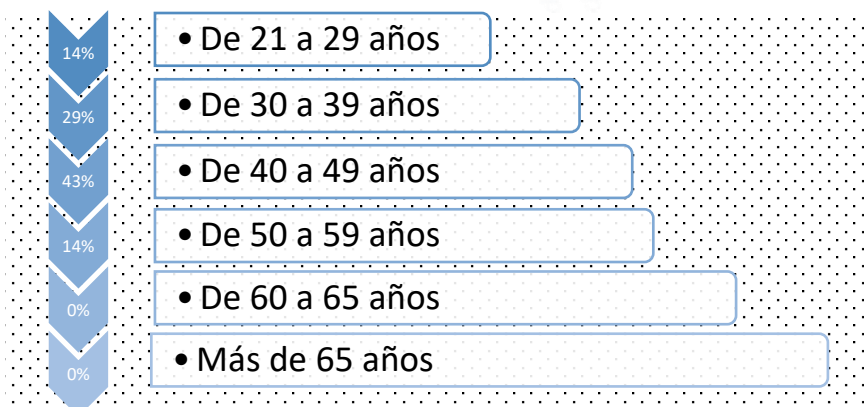 14%
• De 21 a 29 años
29%
• De 30 a 39 años
43%
• De 40 a 49 años
14%
• De 50 a 59 años
0%
• De 60 a 65 años
0%
• Más de 65 años